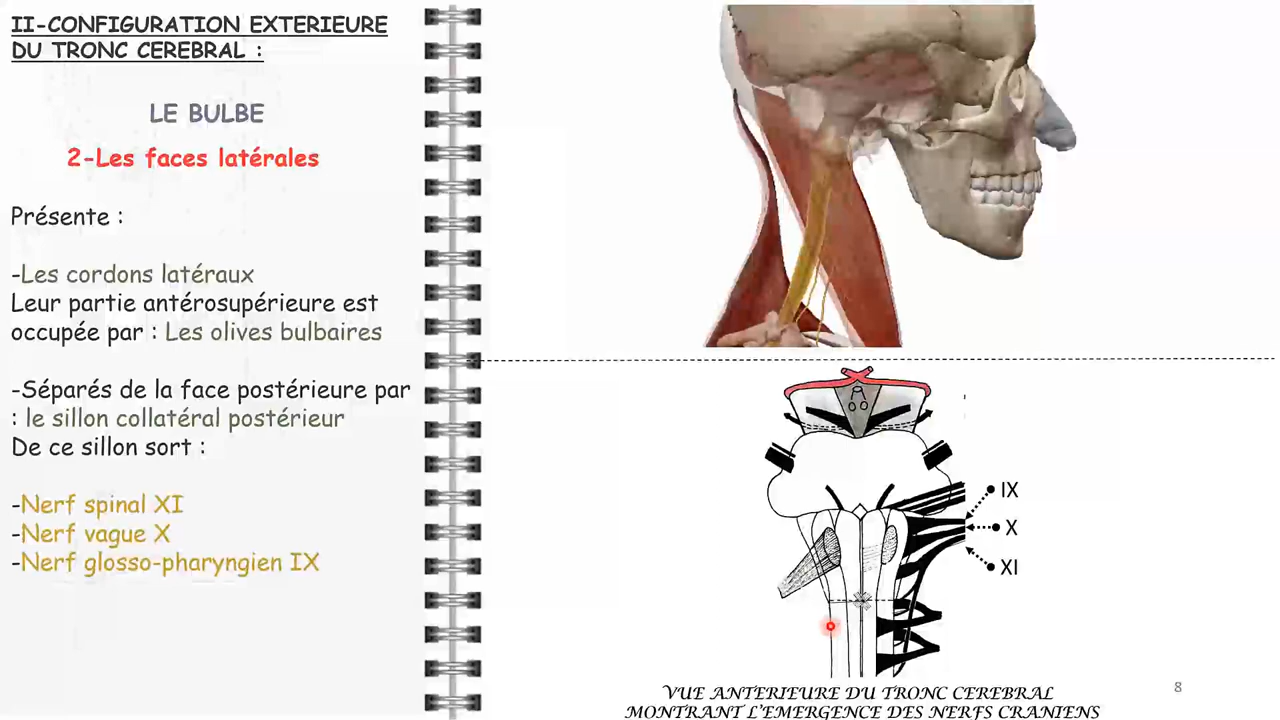 II-CONFIGURATION EXTERIEURE
DU TRONC CEREBRAL :
LE BULBE
2-Les faces latérales
Présente :
-Les cordons latéraux
Leur partie antérosupérieure est
occupée par : Les olives bulbaires
-Séparés de la face postérieure par
: le sillon collatéral postérieur
De ce sillon sort :
-Nerf spinal XI
-Nerf vague X
-Nerf glosso-pharyngien IX
IX
X
XI
VUE ANTERIEURE DU TRONC CEREBRAL
MONTRANT L'EMERGENCE DES NERFS CRANIENS
8